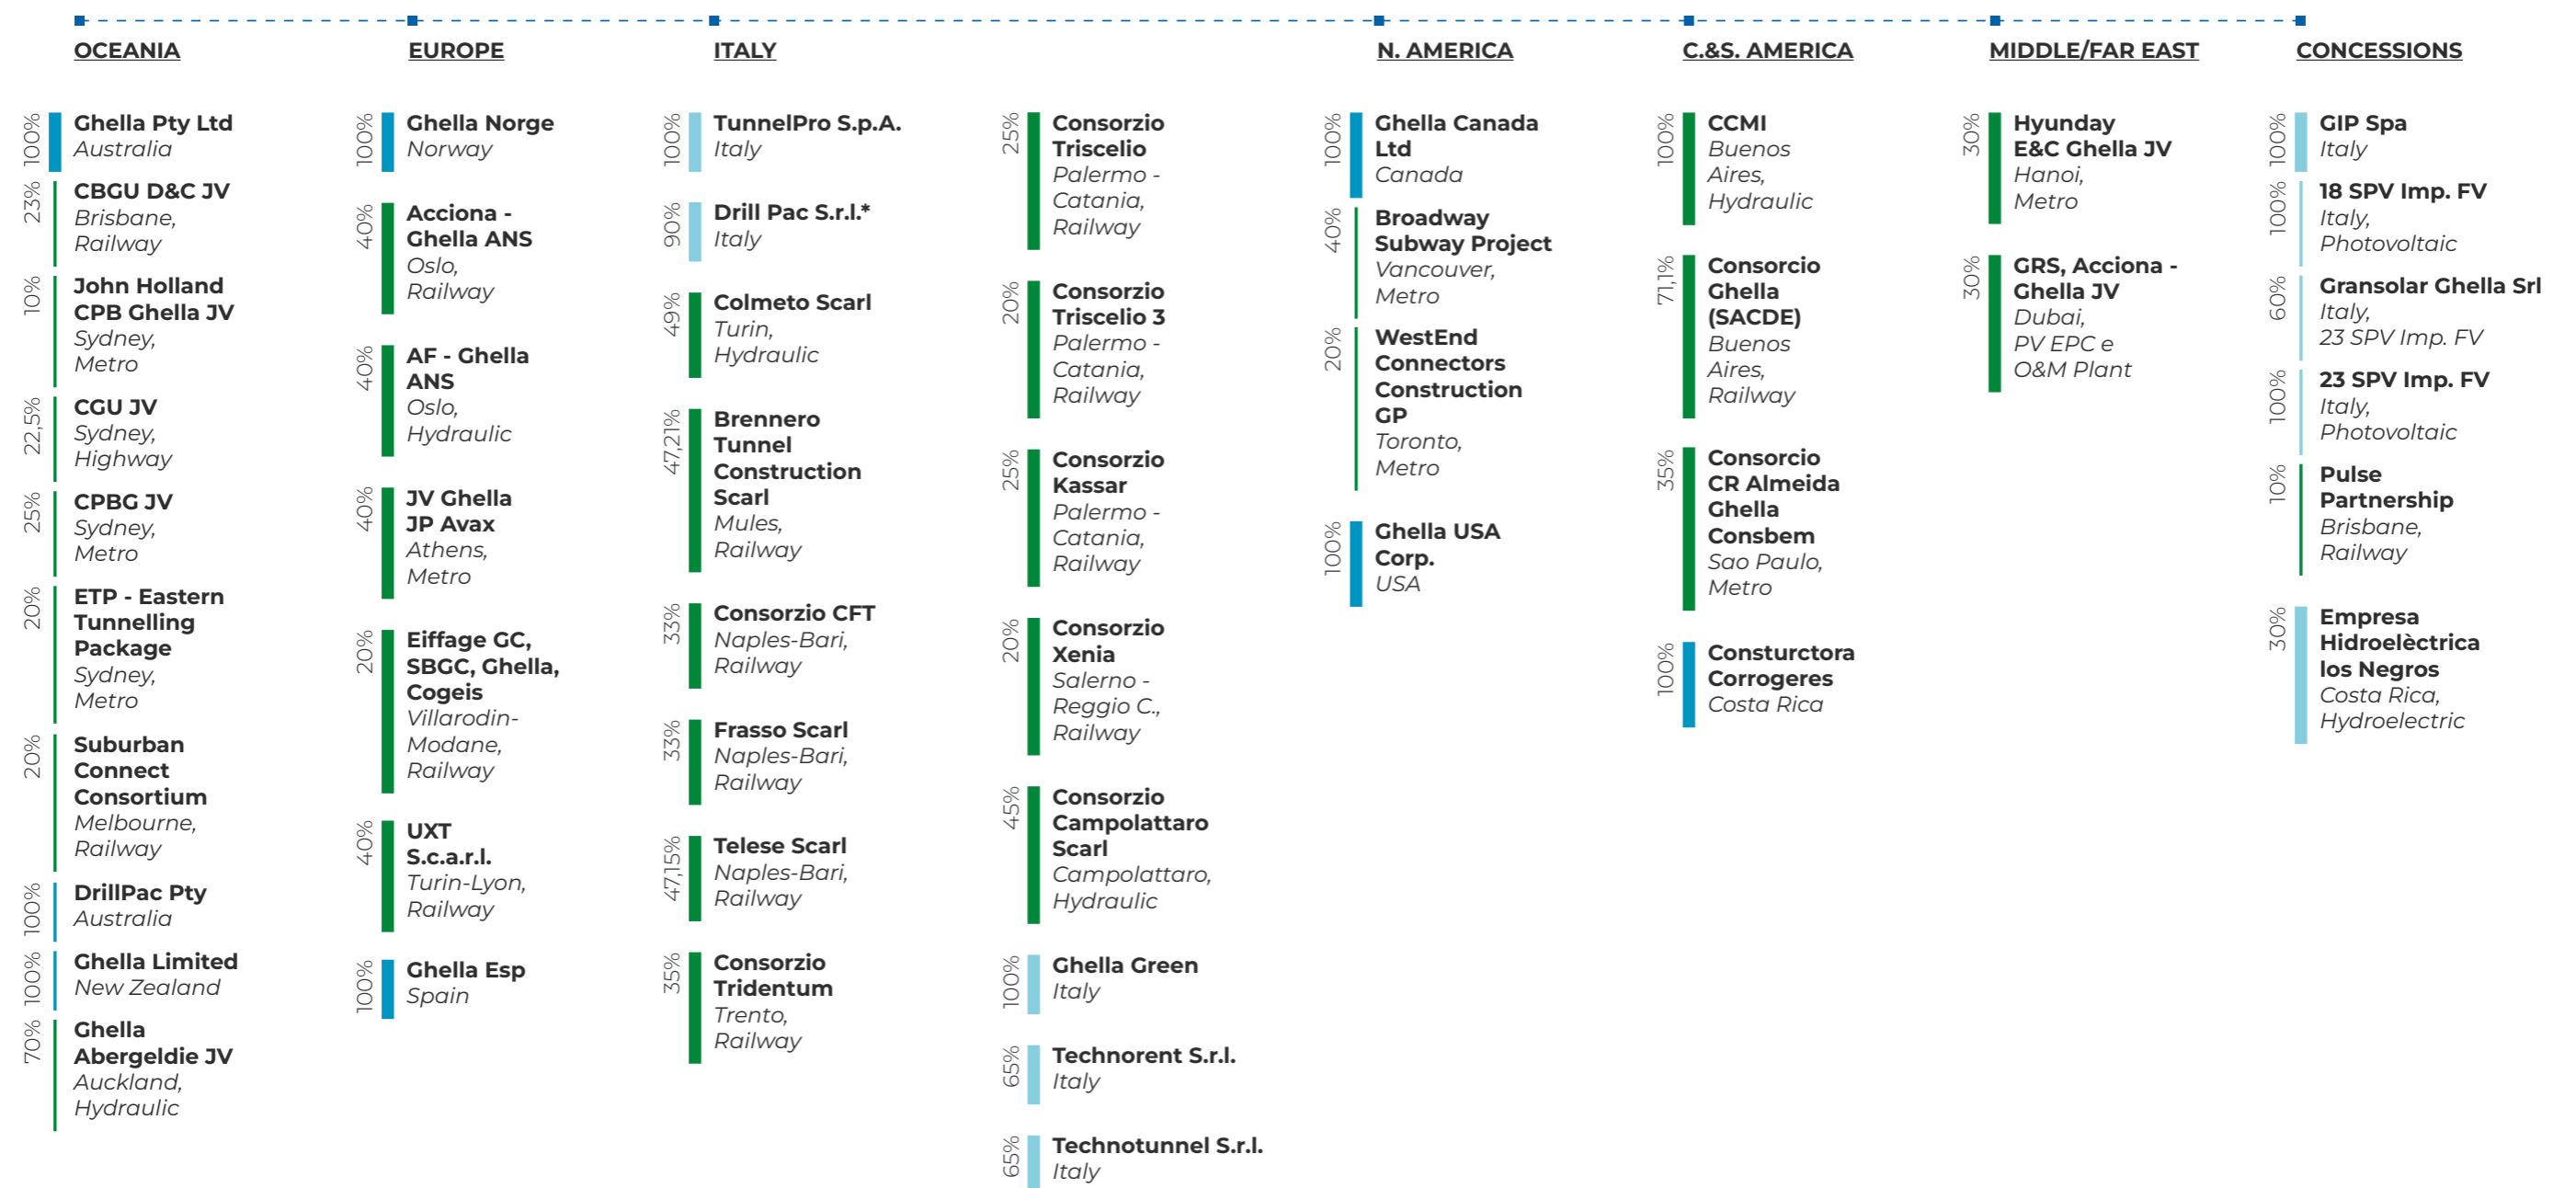 OCEANIA
100%
Ghella Pty Ltd
Australia
23%
CBGU D&C JV
Brisbane,
Railway
10%
John Holland
CPB Ghella JV
Sydney,
Metro
22,5%
CGU JV
Sydney,
Highway
25%
CPBG JV
Sydney,
Metro
20%
ETP - Eastern
Tunnelling
Package
Sydney,
Metro
20%
Suburban
Connect
Consortium
Melbourne,
Railway
100%
DrillPac Pty
Australia
100%
Ghella Limited
New Zealand
70%
Ghella
Abergeldie JV
Auckland,
Hydraulic
EUROPE
100%
Ghella Norge
Norway
40%
Acciona -
Ghella ANS
Oslo,
Railway
40%
AF - Ghella
ANS
Oslo,
Hydraulic
40%
JV Ghella
JP Avax
Athens,
Metro
20%
Eiffage GC,
SBGC, Ghella,
Cogeis
Villarodin-
Modane,
Railway
40%
UXT
S.c.a.r.l.
Turin-Lyon,
Railway
100%
Ghella Esp
Spain
ITALY
100%
TunnelPro S.p.A.
Italy
90%
Drill Pac S.r.l.*
Italy
49%
Colmeto Scarl
Turin,
Hydraulic
47,21%
Brennero
Tunnel
Construction
Scarl
Mules,
Railway
33%
Consorzio CFT
Naples-Bari,
Railway
33%
Frasso Scarl
Naples-Bari,
Railway
47,15%
Telese Scarl
Naples-Bari,
Railway
35%
Consorzio
Tridentum
Trento,
Railway
25%
Consorzio
Triscelio
Palermo -
Catania,
Railway
20%
Consorzio
Triscelio 3
Palermo -
Catania,
Railway
25%
Consorzio
Kassar
Palermo -
Catania,
Railway
20%
Consorzio
Xenia
Salerno -
Reggio C.,
Railway
45%
Consorzio
Campolattaro
Scarl
Campolattaro,
Hydraulic
100%
Ghella Green
Italy
65%
Technorent S.r.l.
Italy
65%
Technotunnel S.r.l.
Italy
N. AMERICA
100%
Ghella Canada
Ltd
Canada
40%
Broadway
Subway Project
Vancouver,
Metro
20%
WestEnd
Connectors
Construction
GP
Toronto,
Metro
100%
Ghella USA
Corp.
USA
C.&S. AMERICA
100%
CCMI
Buenos
Aires,
Hydraulic
71,1%
Consorcio
Ghella
(SACDE)
Buenos
Aires,
Railway
35%
Consorcio
CR Almeida
Ghella
Consbem
Sao Paulo,
Metro
100%
Consturctora
Corrogeres
Costa Rica
MIDDLE/FAR EAST
30%
Hyunday
E&C Ghella JV
Hanoi,
Metro
30%
GRS, Acciona -
Ghella JV
Dubai,
PV EPC e
O&M Plant
CONCESSIONS
100%
GIP Spa
Italy
100%
18 SPV Imp. FV
Italy,
Photovoltaic
60%
Gransolar Ghella Srl
Italy,
23 SPV Imp. FV
100%
23 SPV Imp. FV
Italy,
Photovoltaic
10%
Pulse
Partnership
Brisbane,
Railway
30%
Empresa
Hidroelèctrica
los Negros
Costa Rica,
Hydroelectric